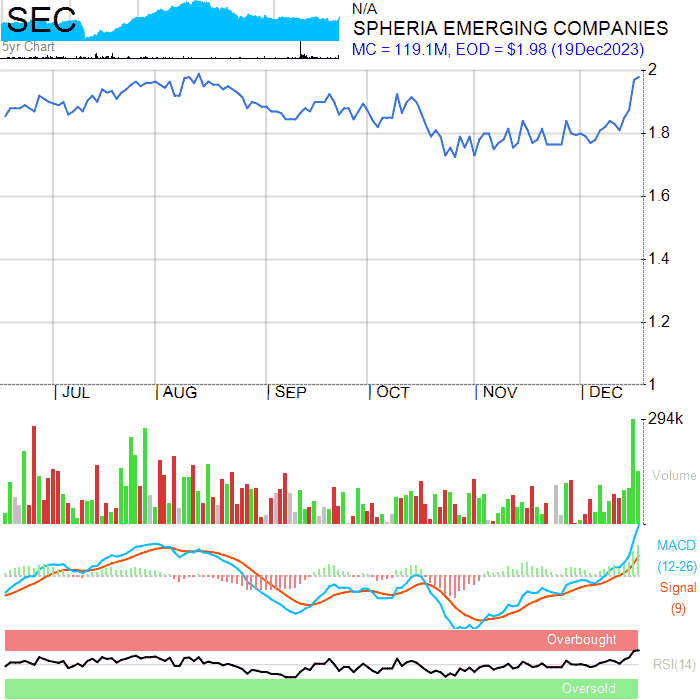 SEC
5yr Chart
N/A
SPHERIA EMERGING COMPANIES
MC = 119.1M, EOD = $1.98 (19Dec2023)
2
1.8
1.6
1.4
1.2
1
| JUL | AUG | SEP | OCT | NOV | DEC
294k
Volume
MACD
(12-26)
Signal
(9)
Overbought
RSI(14)
Oversold